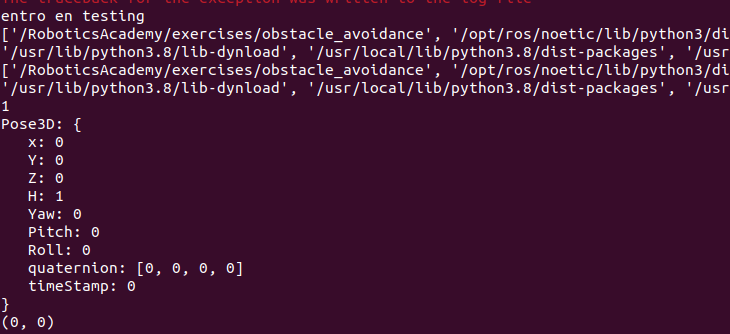 The traceback for the exception was written to the log file
entro en testing
['/RoboticsAcademy/exercises/obstacle_avoidance', '/opt/ros/noetic/lib/python3/di
'/usr/lib/python3.8/lib-dynload', '/usr/local/lib/python3.8/dist-packages', '/usr
['/RoboticsAcademy/exercises/obstacle_avoidance', '/opt/ros/noetic/lib/python3/di
'/usr/lib/python3.8/lib-dynload', '/usr/local/lib/python3.8/dist-packages', '/usr
1
Pose3D: {
   x: 0
   Y: 0
   Z: 0
   H: 1
   Yaw: 0
   Pitch: 0
   Roll: 0
   quaternion: [0, 0, 0, 0]
   timeStamp: 0
}
(0, 0)